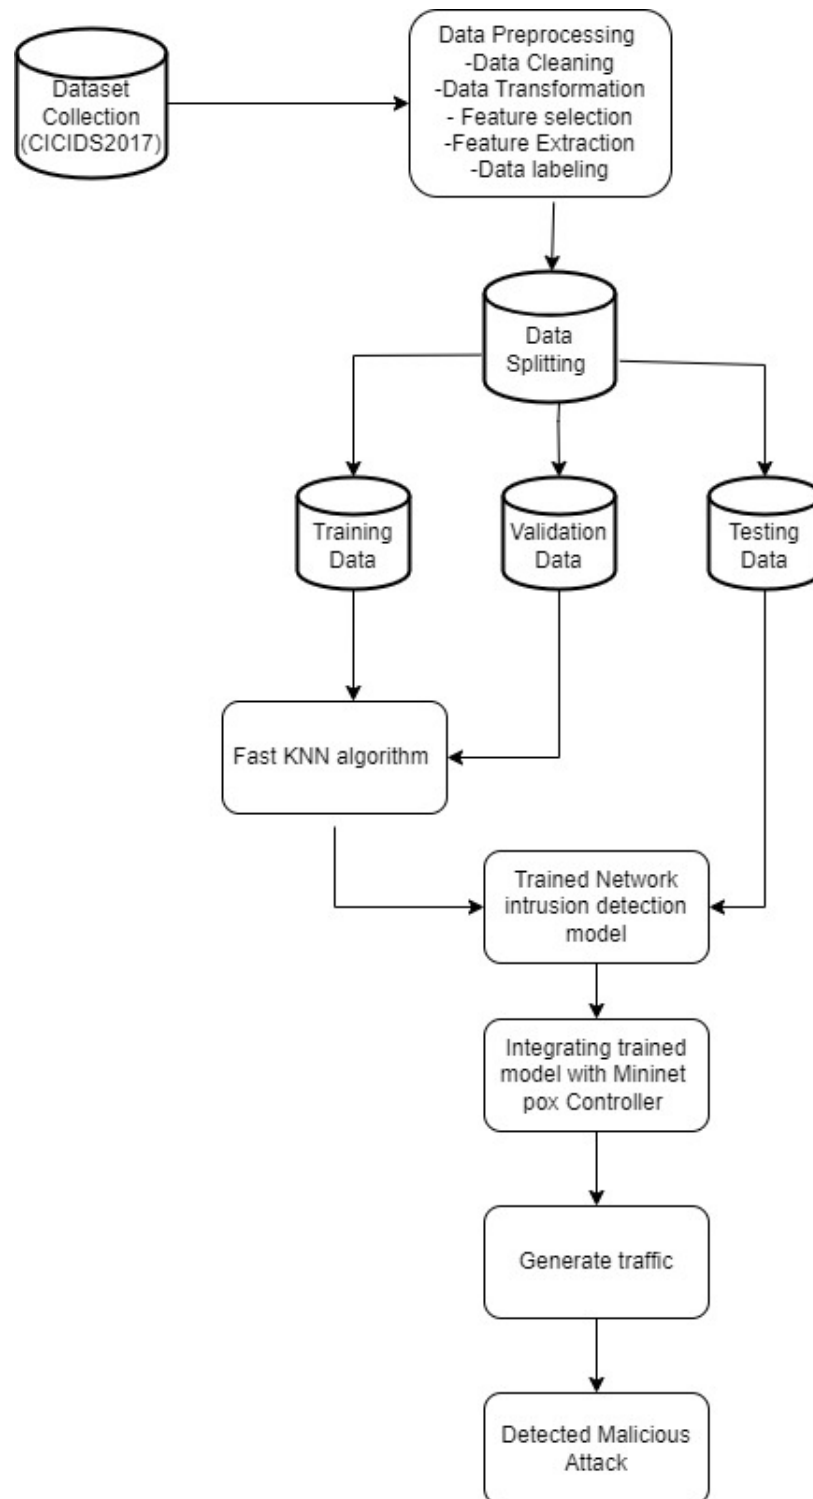 Dataset
Collection
(CICIDS2017)
Data Preprocessing
-Data Cleaning
-Data Transformation
- Feature selection
-Feature Extraction
-Data labeling
Data
Splitting
Training
Data
Validation
Data
Testing
Data
Fast KNN algorithm
Trained Network
intrusion detection
model
Integrating trained
model with Mininet
pox Controller
Generate traffic
Detected Malicious
Attack